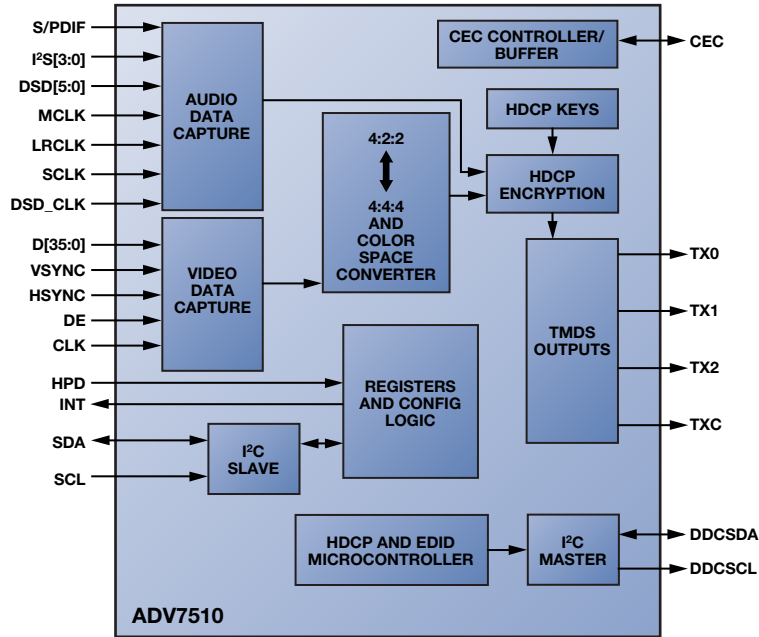 S/PDIF
I²S[3:0]
DSD[5:0]
MCLK
LRCLK
SCLK
DSD_CLK
D[35:0]
VSYNC
HSYNC
DE
CLK
HPD
INT
SDA
SCL
AUDIO
DATA
CAPTURE
VIDEO
DATA
CAPTURE
I²C
SLAVE
4:2:2
4:4:4
AND
COLOR
SPACE
CONVERTER
REGISTERS
AND CONFIG
LOGIC
HDCP AND EDID
MICROCONTROLLER
CEC CONTROLLER/
BUFFER
HDCP KEYS
HDCP
ENCRYPTION
TMDS
OUTPUTS
I²C
MASTER
CEC
TX0
TX1
TX2
TXC
DDCSDA
DDCSCL
ADV7510